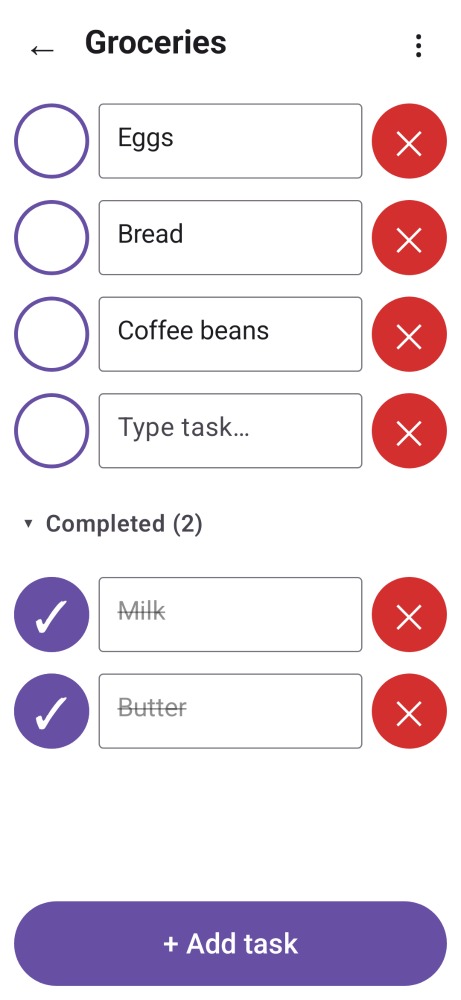 Groceries
Eggs
Bread
Coffee beans
Type task...
Completed (2)
Milk
Butter
+ Add task